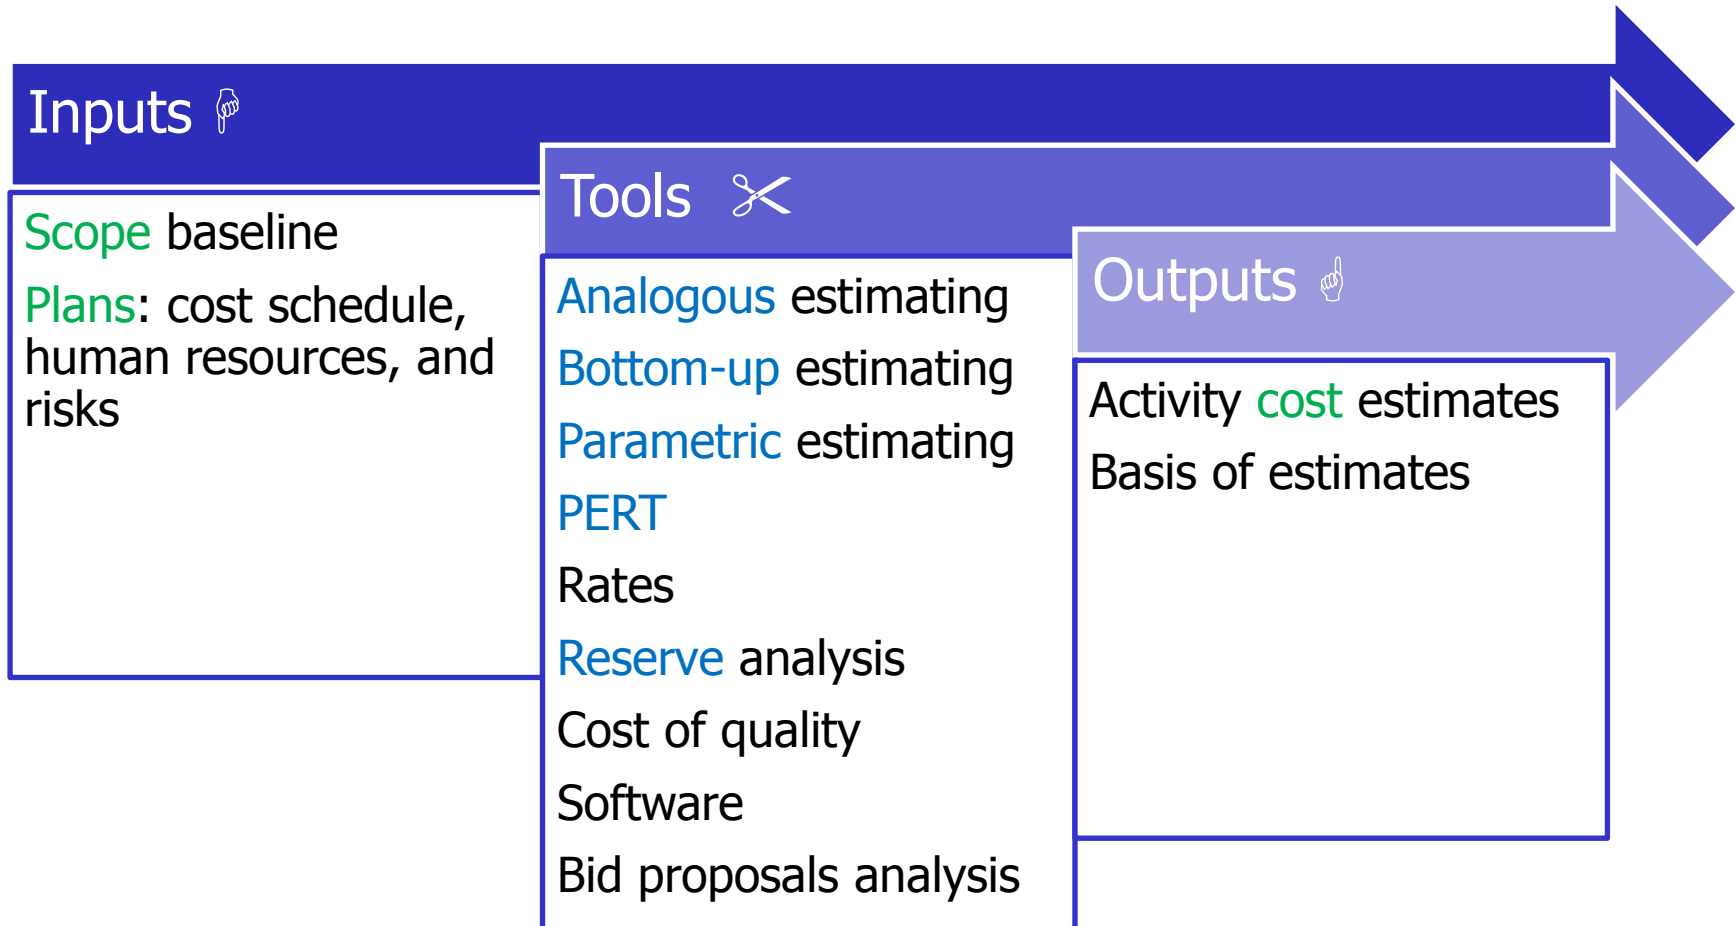 Inputs
Scope baseline
Plans: cost schedule,
human resources, and
risks
Tools
Analogous estimating
Bottom-up estimating
Parametric estimating
PERT
Rates
Reserve analysis
Cost of quality
Software
Bid proposals analysis
Outputs
Activity cost estimates
Basis of estimates